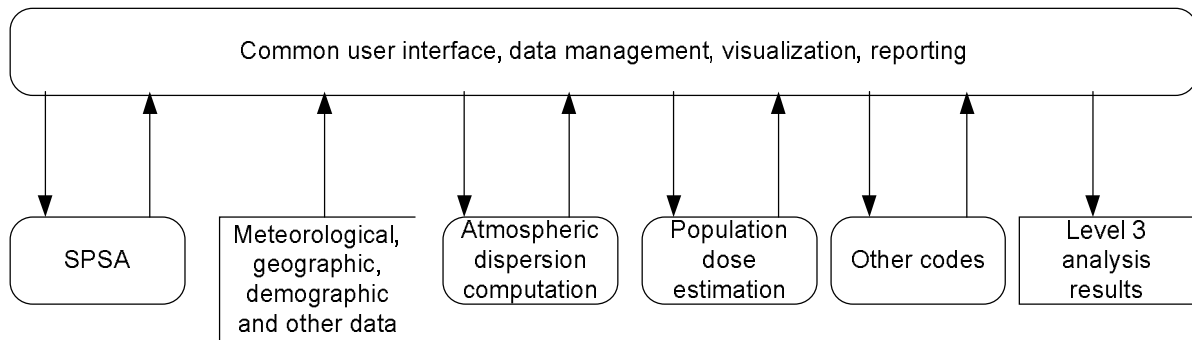 Common user interface, data management, visualization, reporting
SPSA
Meteorological,
geographic,
demographic
and other data
Atmospheric
dispersion
computation
Population
dose
estimation
Other codes
Level 3
analysis
results